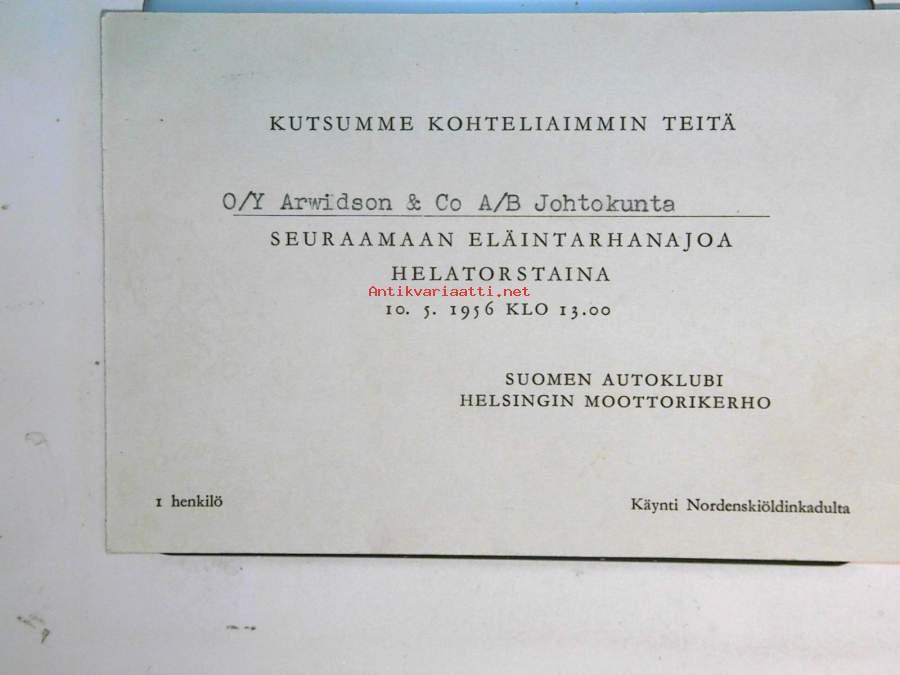 KUTSUMME KOHTELIAIMMIN TEITÄ
O/Y Arwidson & Co A/B Johtokunta
SEURAAMAAN ELÄINTARHANAJOA
HELATORSTAINA
Antikvariaatti.net
10. 5. 1956 KLO 13.00
SUOMEN AUTOKLUBI
HELSINGIN MOOTTORIKERHO
1 henkilö
Käynti Nordenskiöldinkadulta